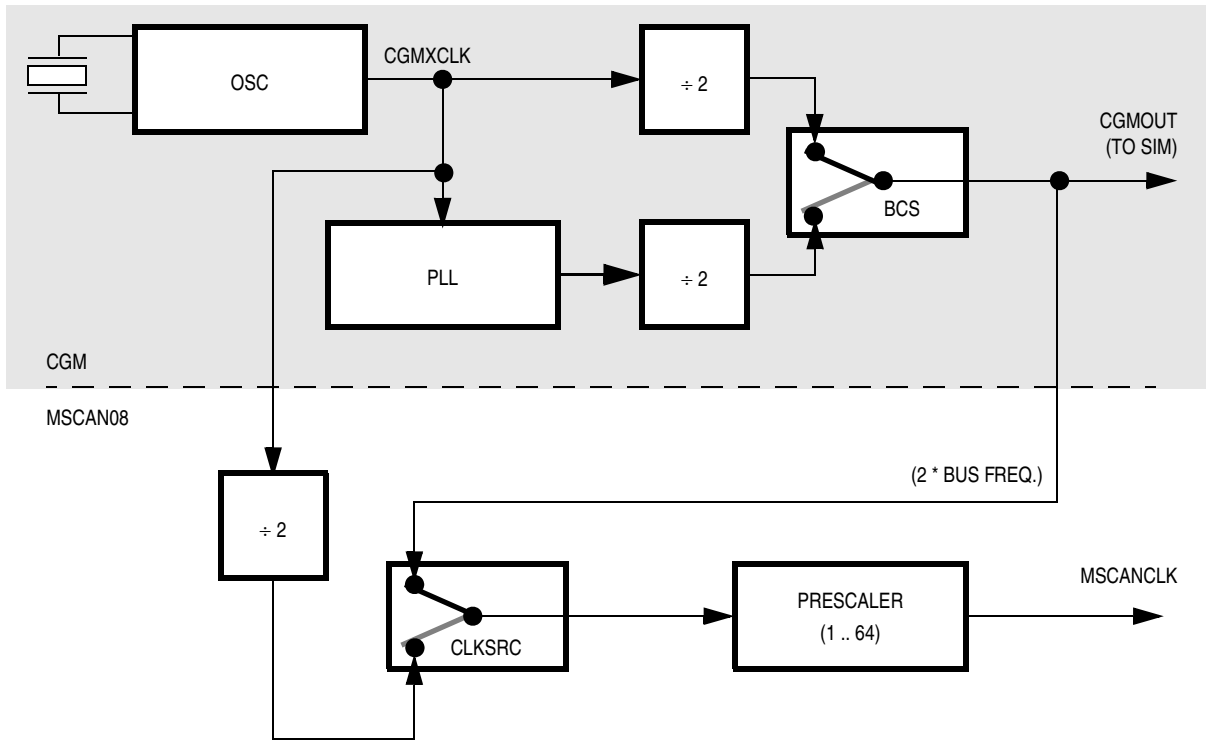 CGMXCLK
OSC
÷ 2
CGMOUT
(TO SIM)
BCS
PLL
÷ 2
CGM
MSCAN08
(2 * BUS FREQ.)
÷ 2
CLKSRC
PRESCALER
(1 .. 64)
MSCANCLK